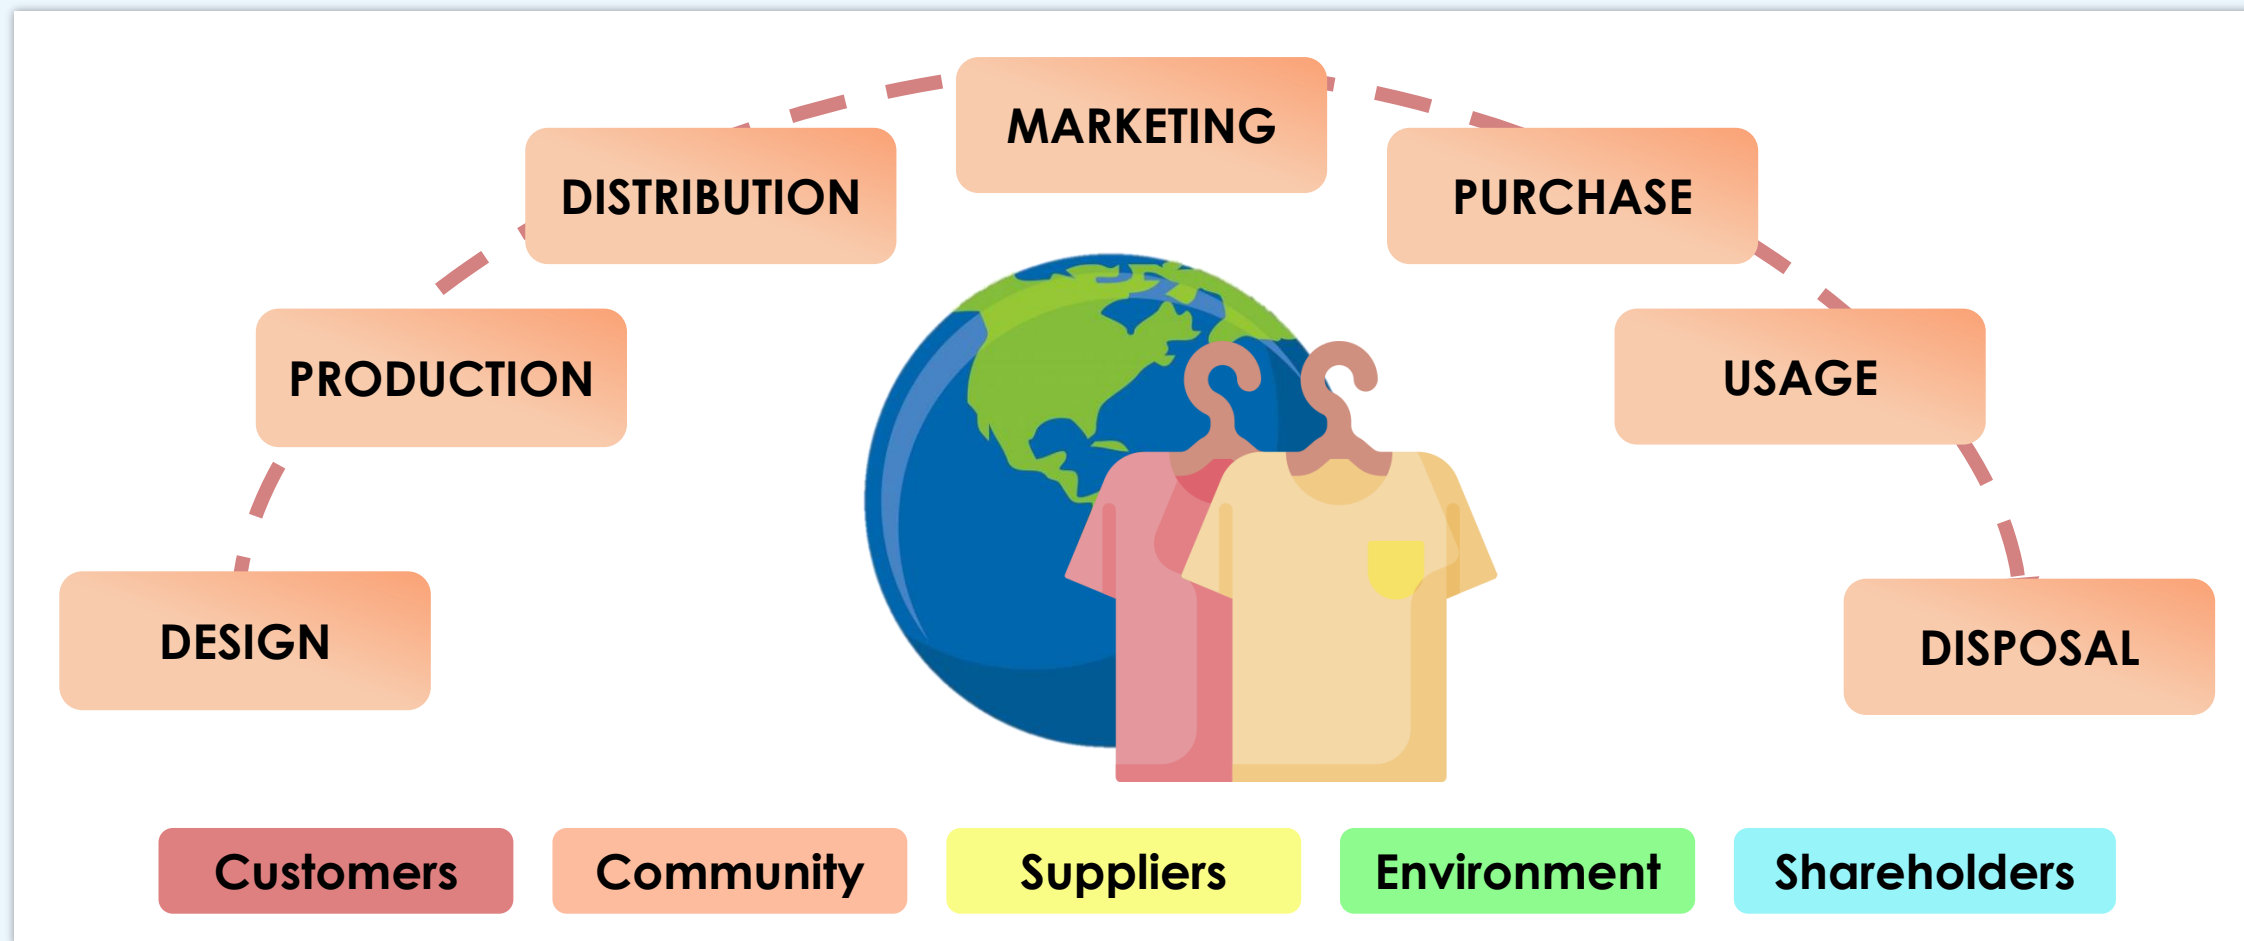 MARKETING
DISTRIBUTION
PURCHASE
PRODUCTION
USAGE
DESIGN
DISPOSAL
Customers
Community
Suppliers
Environment
Shareholders